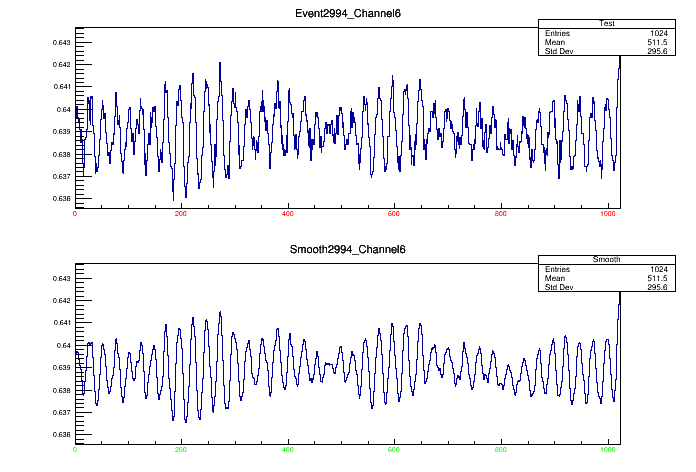 Event2994_Channel6
Test
Entries 1024
Mean 511.5
Std Dev 295.6
0.643
0.642
0.641
0.64
0.639
0.638
0.637
0.636
0 200 400 600 800 1000
Smooth2994_Channel6
Smooth
Entries 1024
Mean 511.5
Std Dev 295.6
0.643
0.642
0.641
0.64
0.639
0.638
0.637
0.636
0 200 400 600 800 1000